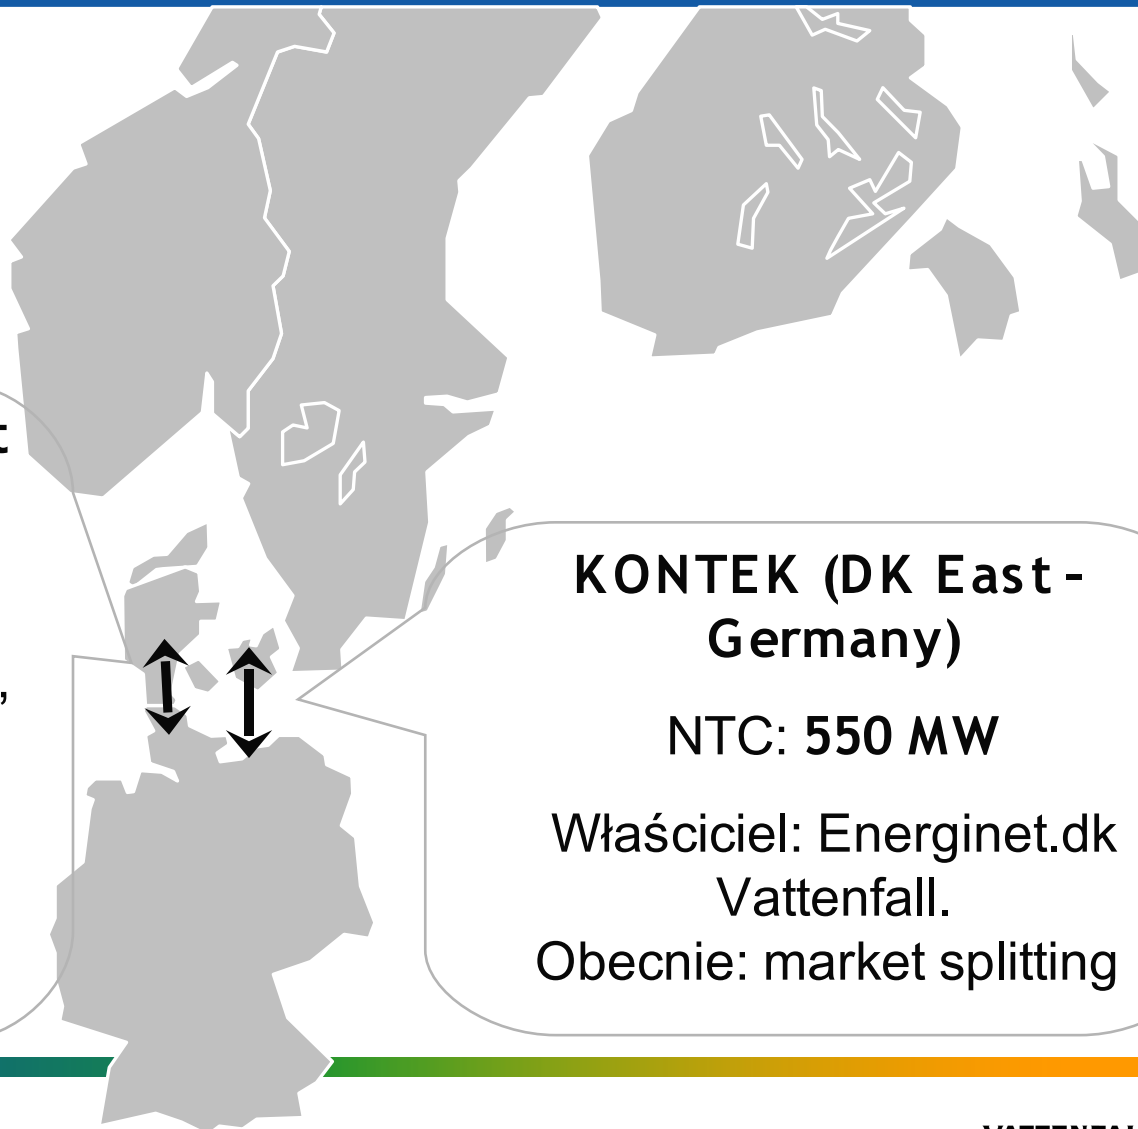 KONTEK (DK East -
Germany)
NTC: 550 MW
Właściciel: Energinet.dk
Vattenfall.
Obecnie: market splitting